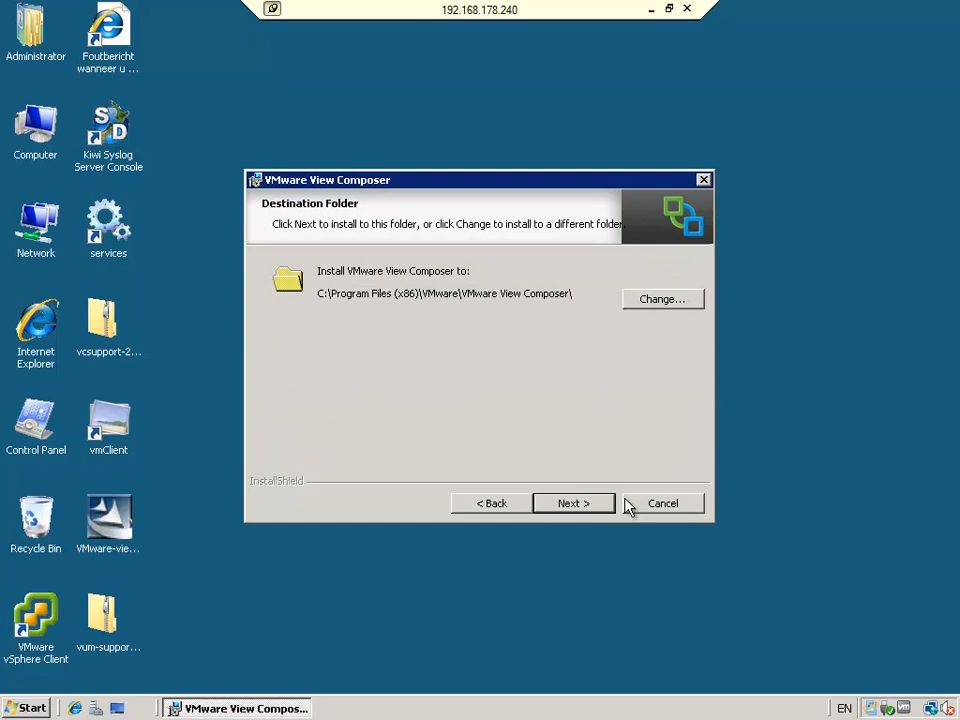 192.168.178.240
Administrator
Foutbericht
wanneer u ...
Computer
Kiwi Syslog
Server Console
Network
services
Internet
Explorer
vcsupport-2...
Control Panel
vmClient
Recycle Bin
VMware-vie...
VMware
vSphere Client
vum-suppor...
VMware View Composer
Destination Folder
Click Next to install to this folder, or click Change to install to a different folder.
Install VMware View Composer to:
C:\Program Files (x86)\VMware\VMware View Composer\
Change...
InstallShield
< Back
Next >
Cancel
Start
VMware View Compos...
EN